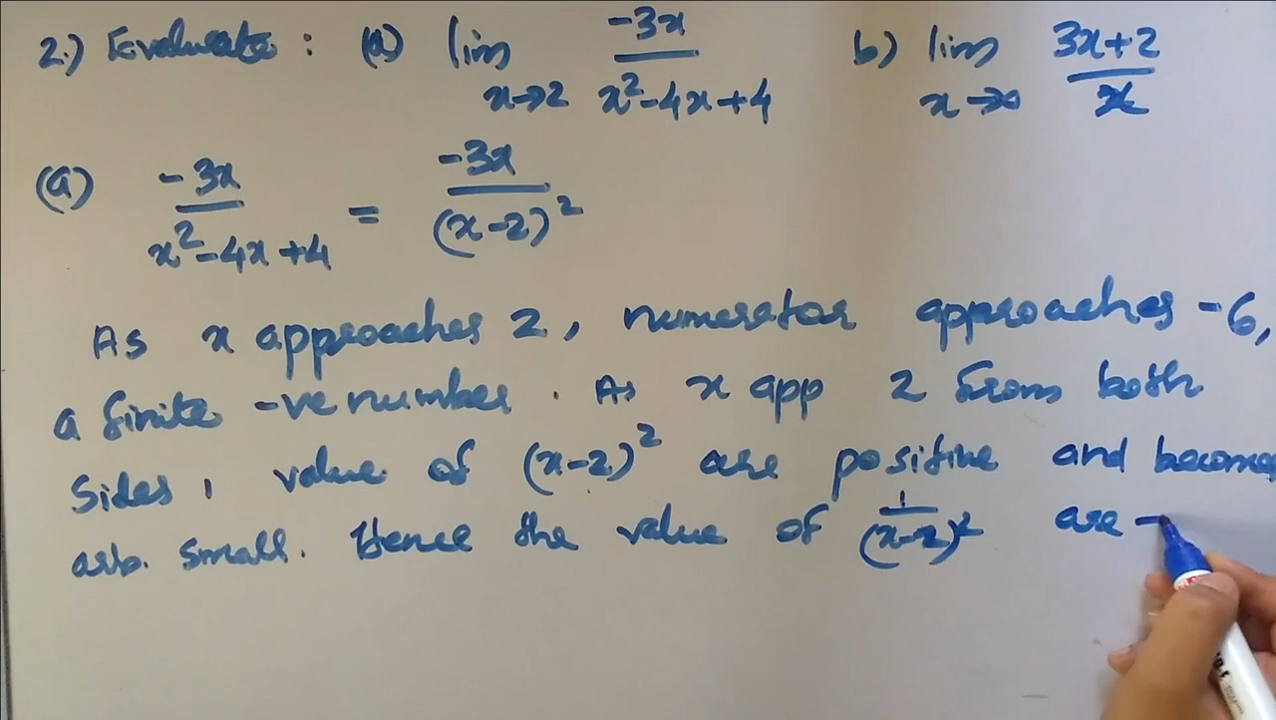 2.) Evaluate : (a) lim x→2 -3x / x²-4x+4 b) lim x→∞ 3x+2 / x
(a) -3x / x²-4x+4 = -3x / (x-2)²
As x approaches 2, numerator approaches -6,
a finite -ve number. As x app 2 from both
sides, value of (x-2)² are positive and becomes
arb. small. Hence the value of 1/(x-2)² are